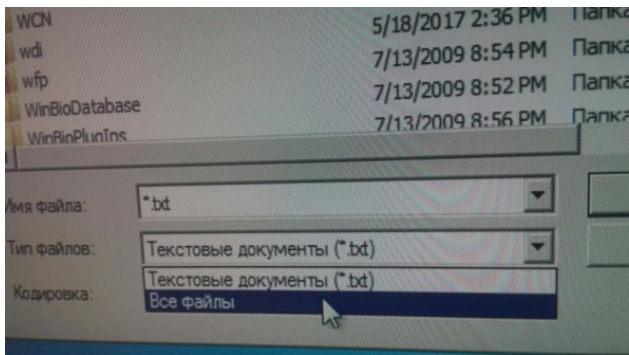 WCN 5/18/2017 2:36 PM Папка
wdi 7/13/2009 8:54 PM Папка
wfp 7/13/2009 8:52 PM Папка
WinBioDatabase 7/13/2009 8:56 PM Папка
WinBioPlugIns
Имя файла: *.txt
Тип файлов: Текстовые документы (*.txt)
Текстовые документы (*.txt)
Кодировка: Все файлы